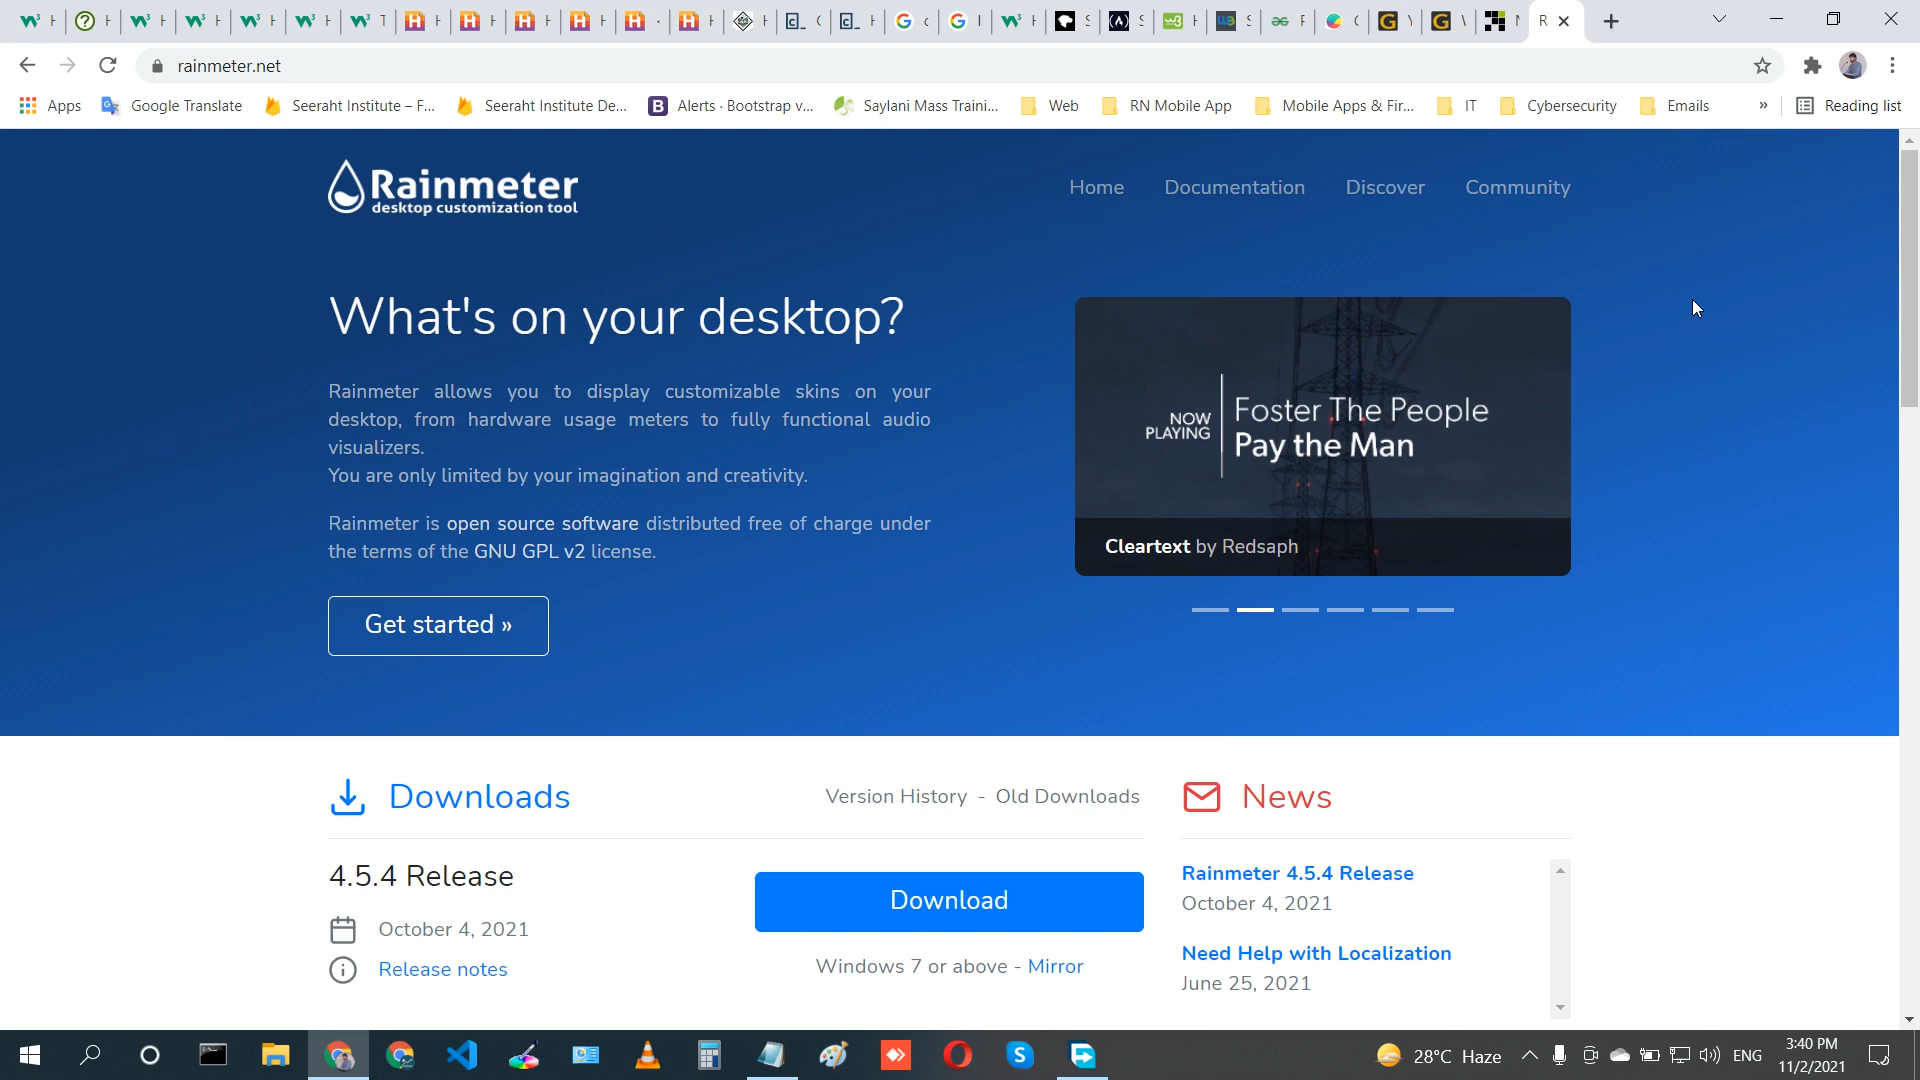 rainmeter.net
Apps
Google Translate
Seeraht Institute – F...
Seeraht Institute De...
Alerts · Bootstrap v...
Saylani Mass Traini...
Web
RN Mobile App
Mobile Apps & Fir...
IT
Cybersecurity
Emails
»
Reading list
Rainmeter
desktop customization tool
Home
Documentation
Discover
Community
What's on your desktop?
Rainmeter allows you to display customizable skins on your
desktop, from hardware usage meters to fully functional audio
visualizers.
You are only limited by your imagination and creativity.
Rainmeter is open source software distributed free of charge under
the terms of the GNU GPL v2 license.
Get started »
NOW
PLAYING
Foster The People
Pay the Man
Cleartext by Redsaph
Downloads
Version History - Old Downloads
News
4.5.4 Release
October 4, 2021
Release notes
Download
Windows 7 or above - Mirror
Rainmeter 4.5.4 Release
October 4, 2021
Need Help with Localization
June 25, 2021
28°C Haze
ENG
3:40 PM
11/2/2021